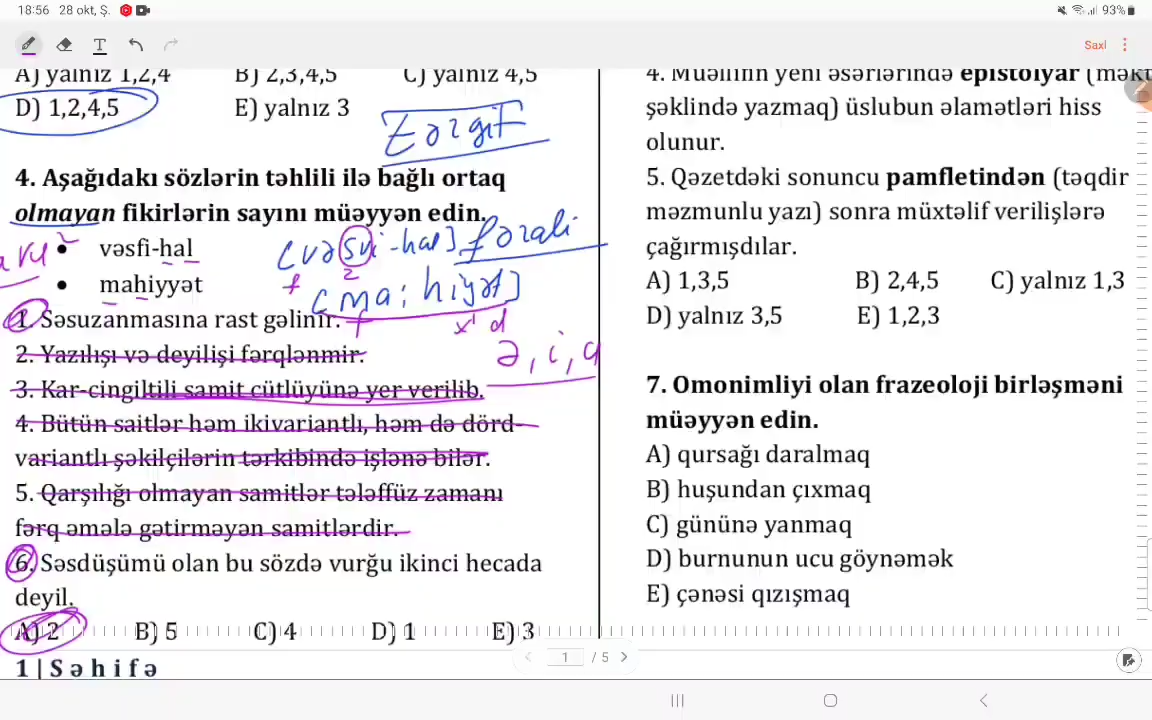 18:56 28 okt, Ş.
93%
T
Saxl
A) yalnız 1,2,4 B) 2,3,4,5 C) yalnız 4,5
D) 1,2,4,5 E) yalnız 3
4. Aşağıdakı sözlərin təhlili ilə bağlı ortaq
olmayan fikirlərin sayını müəyyən edin.
• vəsfi-hal
• mahiyyət
1. Səsuzanmasına rast gəlinir.
2. Yazılışı və deyilişi fərqlənmir.
3. Kar-cingiltili samit cütlüyünə yer verilib.
4. Bütün saitlər həm ikivariantlı, həm də dörd-
variantlı şəkilçilərin tərkibində işlənə bilər.
5. Qarşılığı olmayan samitlər tələffüz zamanı
fərq əmələ gətirməyən samitlərdir.
6. Səsdüşümü olan bu sözdə vurğu ikinci hecada
deyil.
A) 2 B) 5 C) 4 D) 1 E) 3
1 | S ə h i f ə
[ma:hiyət]
f
x' d
ə, i, a
4. Müəllifin yeni əsərlərində epistolyar (məkt
şəklində yazmaq) üslubun əlamətləri hiss
olunur.
5. Qəzetdəki sonuncu pamfletindən (təqdir
məzmunlu yazı) sonra müxtəlif verilişlərə
çağırmışdılar.
A) 1,3,5 B) 2,4,5 C) yalnız 1,3
D) yalnız 3,5 E) 1,2,3
7. Omonimliyi olan frazeoloji birləşməni
müəyyən edin.
A) qursağı daralmaq
B) huşundan çıxmaq
C) gününə yanmaq
D) burnunun ucu göynəmək
E) çənəsi qızışmaq
1 / 5